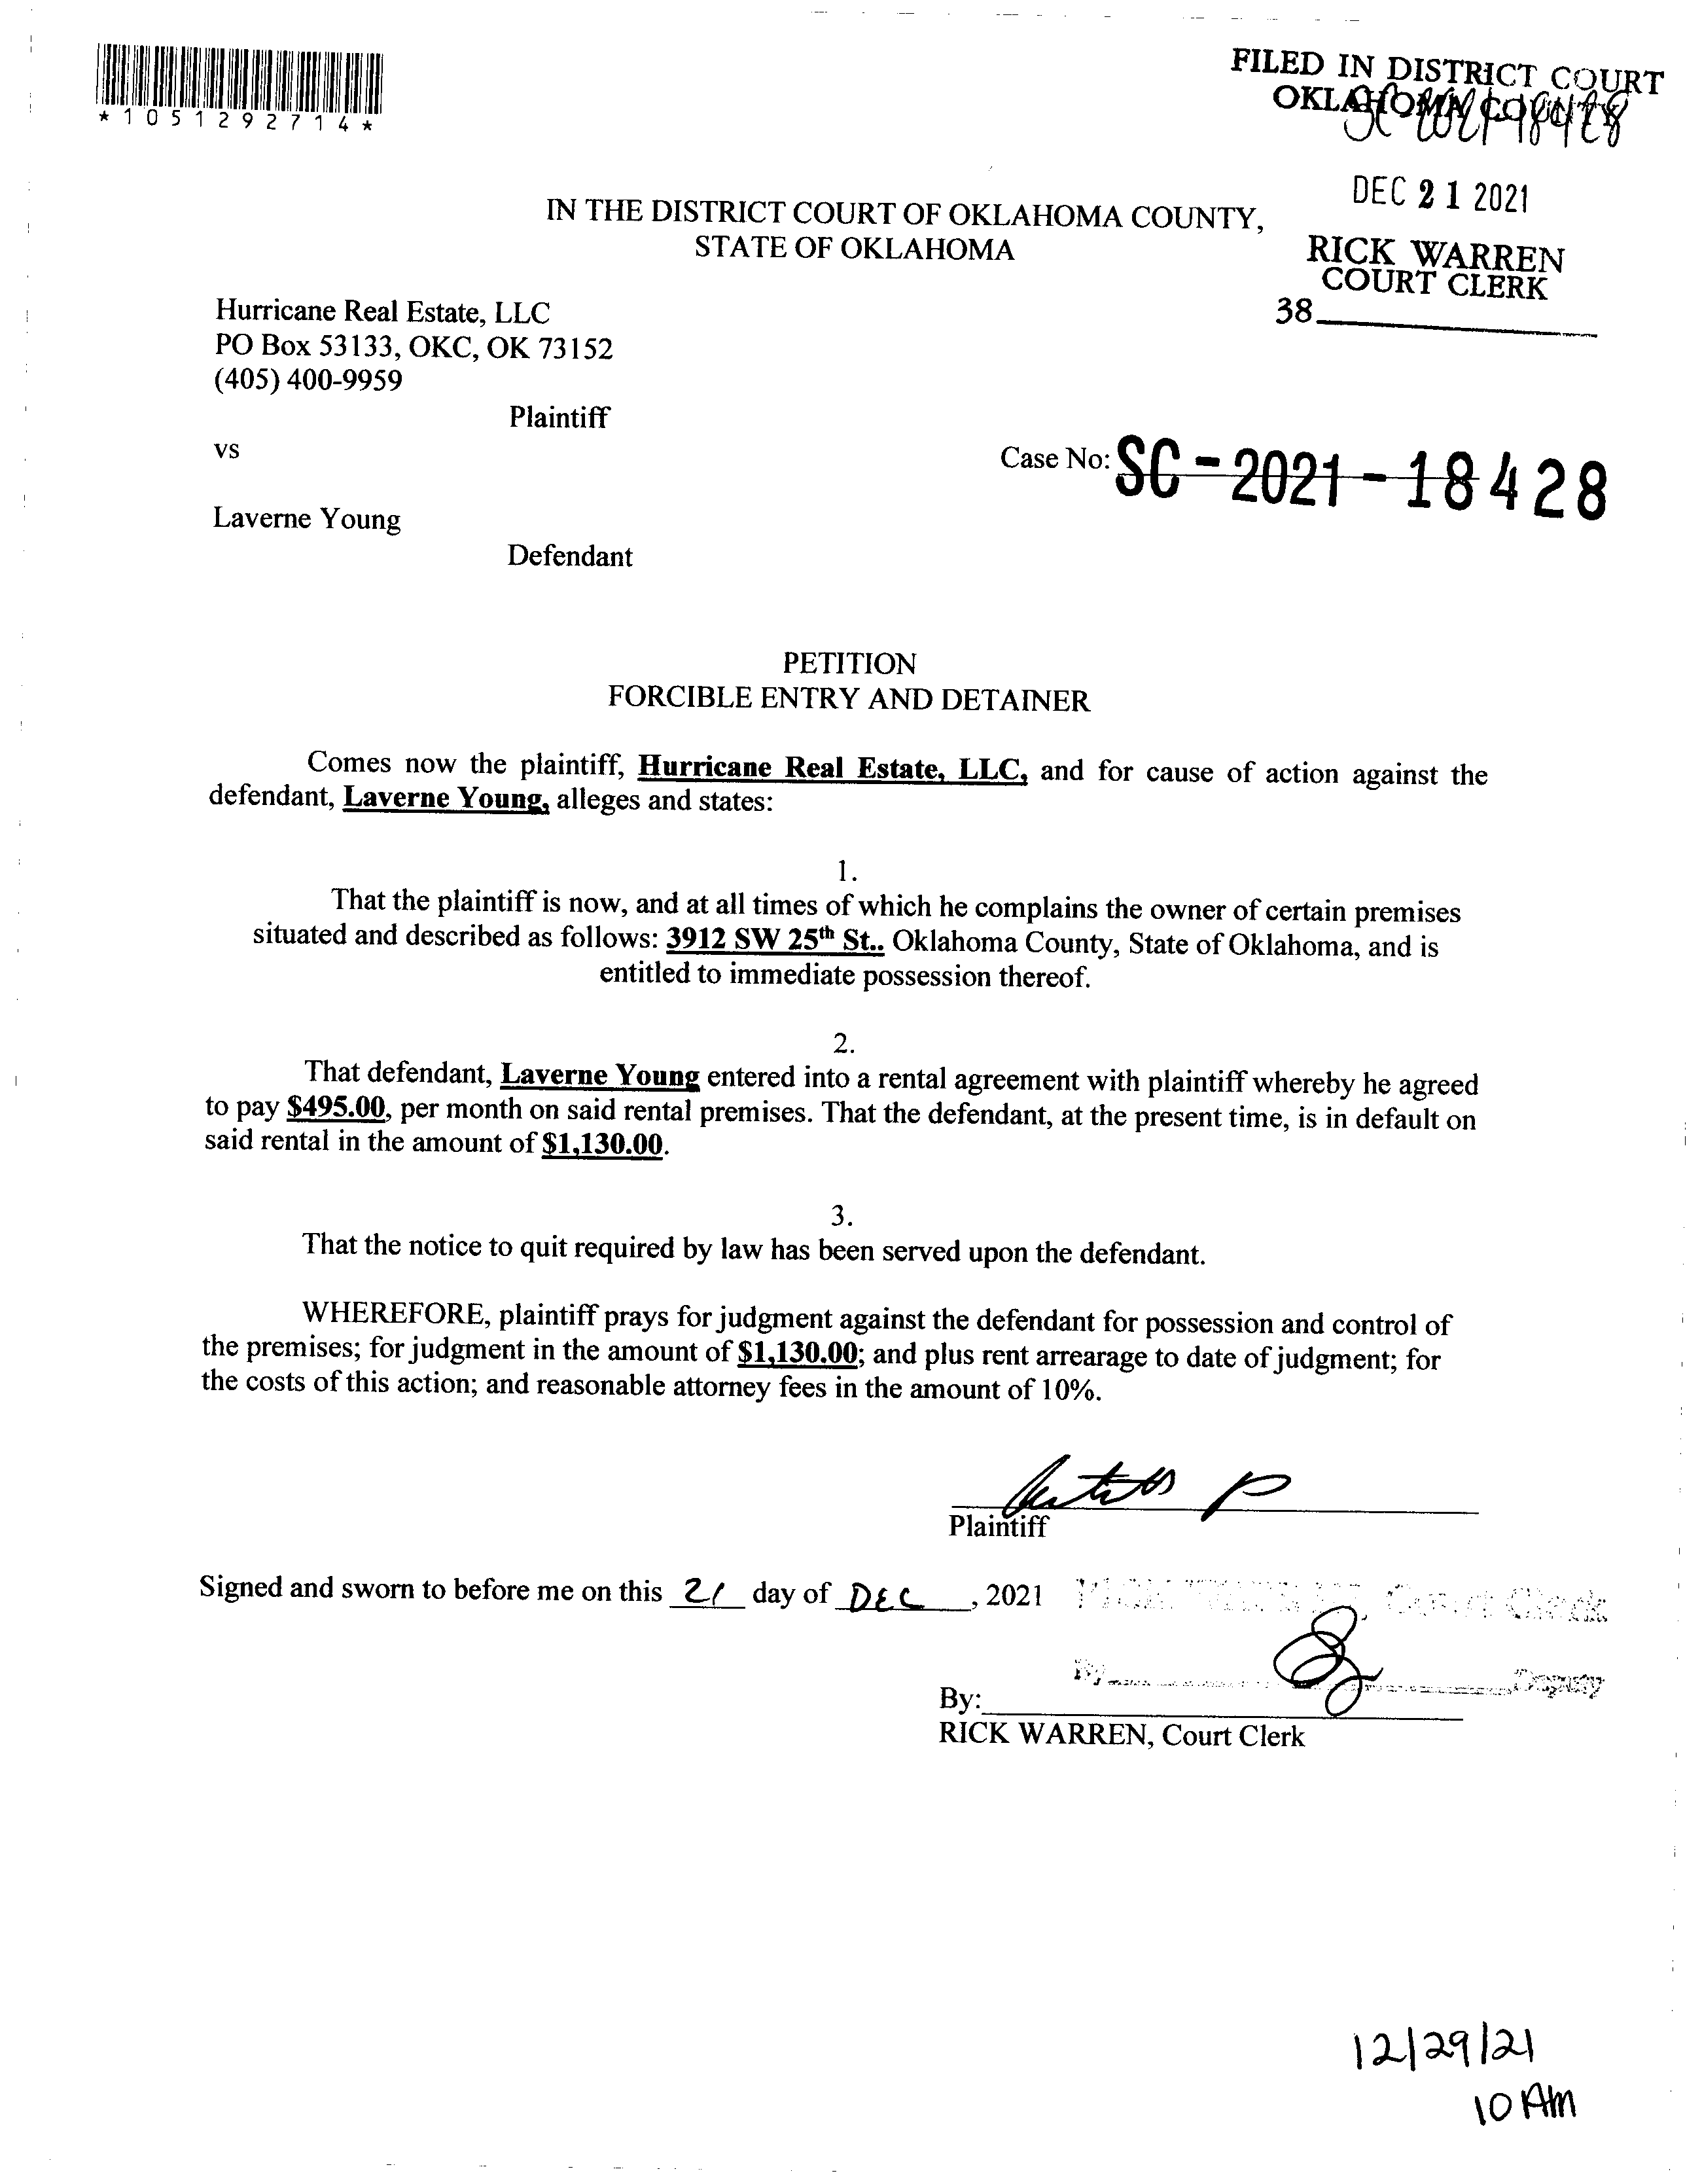 *1051292714*
FILED IN DISTRICT COURT
OKLAHOMA COUNTY
SC-2021-18428
DEC 21 2021
RICK WARREN
COURT CLERK
38
IN THE DISTRICT COURT OF OKLAHOMA COUNTY,
STATE OF OKLAHOMA
Hurricane Real Estate, LLC
PO Box 53133, OKC, OK 73152
(405) 400-9959
Plaintiff
vs
Case No: SC-2021-18428
Laverne Young
Defendant
PETITION
FORCIBLE ENTRY AND DETAINER
Comes now the plaintiff, Hurricane Real Estate, LLC, and for cause of action against the
defendant, Laverne Young, alleges and states:
1.
That the plaintiff is now, and at all times of which he complains the owner of certain premises
situated and described as follows: 3912 SW 25th St.. Oklahoma County, State of Oklahoma, and is
entitled to immediate possession thereof.
2.
That defendant, Laverne Young entered into a rental agreement with plaintiff whereby he agreed
to pay $495.00, per month on said rental premises. That the defendant, at the present time, is in default on
said rental in the amount of $1,130.00.
3.
That the notice to quit required by law has been served upon the defendant.
WHEREFORE, plaintiff prays for judgment against the defendant for possession and control of
the premises; for judgment in the amount of $1,130.00; and plus rent arrearage to date of judgment; for
the costs of this action; and reasonable attorney fees in the amount of 10%.
Plaintiff
Signed and sworn to before me on this 21 day of DEC, 2021
RICK WARREN, Court Clerk
By Deputy
By:
RICK WARREN, Court Clerk
12/29/21
10 AM